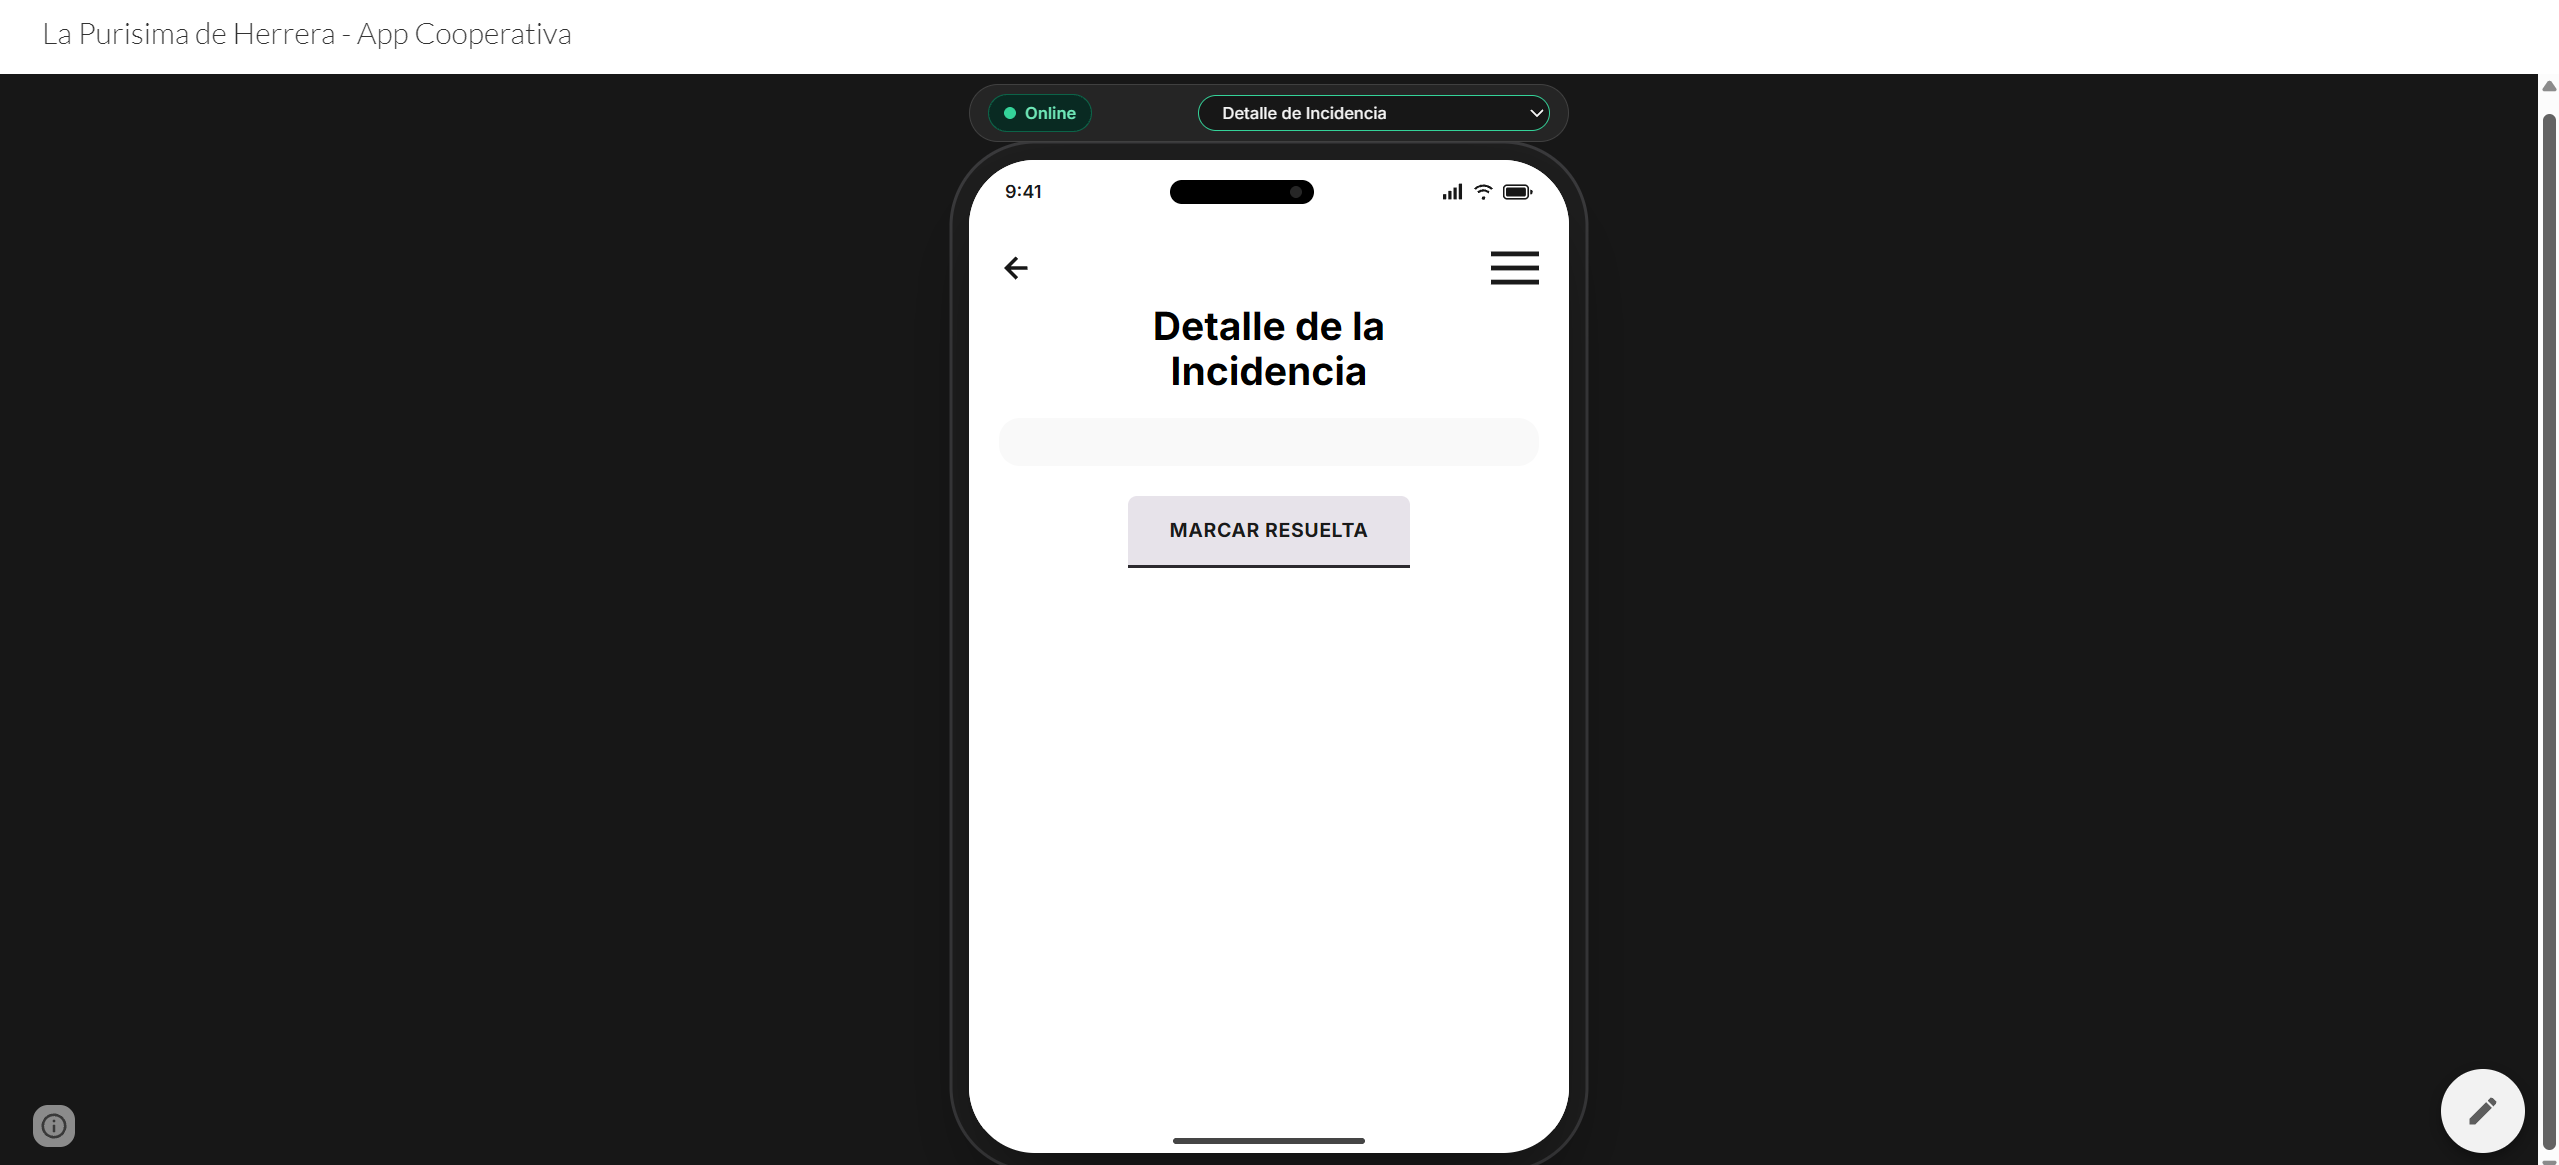 La Purisima de Herrera - App Cooperativa
Online
Detalle de Incidencia
9:41
Detalle de la
Incidencia
MARCAR RESUELTA